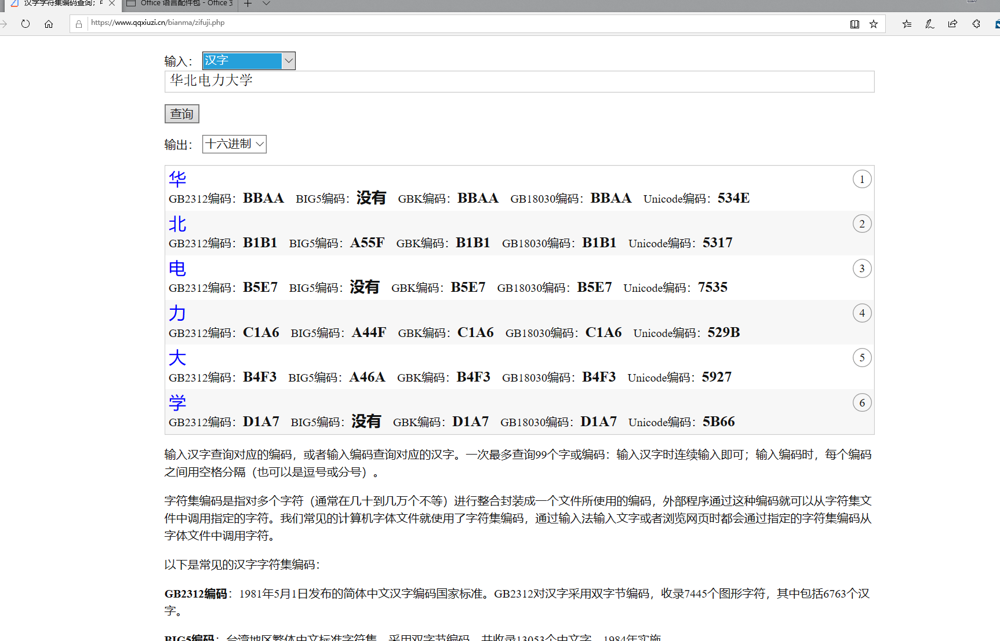 汉字字符集编码查询；
Office 语言配件包 - Office 支
https://www.qqxiuzi.cn/bianma/zifuji.php
输入： 汉字
华北电力大学
查询
输出： 十六进制
华 1
GB2312编码：BBAA BIG5编码：没有 GBK编码：BBAA GB18030编码：BBAA Unicode编码：534E
北 2
GB2312编码：B1B1 BIG5编码：A55F GBK编码：B1B1 GB18030编码：B1B1 Unicode编码：5317
电 3
GB2312编码：B5E7 BIG5编码：没有 GBK编码：B5E7 GB18030编码：B5E7 Unicode编码：7535
力 4
GB2312编码：C1A6 BIG5编码：A44F GBK编码：C1A6 GB18030编码：C1A6 Unicode编码：529B
大 5
GB2312编码：B4F3 BIG5编码：A46A GBK编码：B4F3 GB18030编码：B4F3 Unicode编码：5927
学 6
GB2312编码：D1A7 BIG5编码：没有 GBK编码：D1A7 GB18030编码：D1A7 Unicode编码：5B66
输入汉字查询对应的编码，或者输入编码查询对应的汉字。一次最多查询99个字或编码：输入汉字时连续输入即可；输入编码时，每个编码
之间用空格分隔（也可以是逗号或分号）。
字符集编码是指对多个字符（通常在几十到几万个不等）进行整合封装成一个文件所使用的编码，外部程序通过这种编码就可以从字符集文
件中调用指定的字符。我们常见的计算机字体文件就使用了字符集编码，通过输入法输入文字或者浏览网页时都会通过指定的字符集编码从
字体文件中调用字符。
以下是常见的汉字字符集编码：
GB2312编码：1981年5月1日发布的简体中文汉字编码国家标准。GB2312对汉字采用双字节编码，收录7445个图形字符，其中包括6763个汉
字。
BIG5编码：台湾地区繁体中文标准字符集，采用双字节编码，共收录13053个中文字，1984年实施